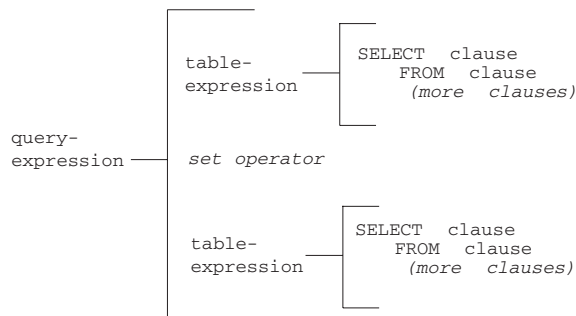 table-
expression
SELECT clause
FROM clause
(more clauses)
query-
expression
set operator
table-
expression
SELECT clause
FROM clause
(more clauses)